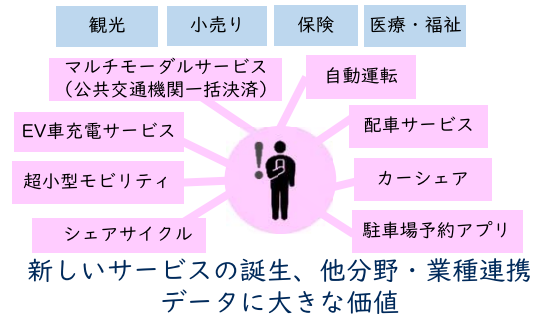 観光
小売り
保険
医療・福祉
マルチモーダルサービス
（公共交通機関一括決済）
自動運転
EV車充電サービス
配車サービス
超小型モビリティ
カーシェア
シェアサイクル
駐車場予約アプリ
新しいサービスの誕生、他分野・業種連携
データに大きな価値